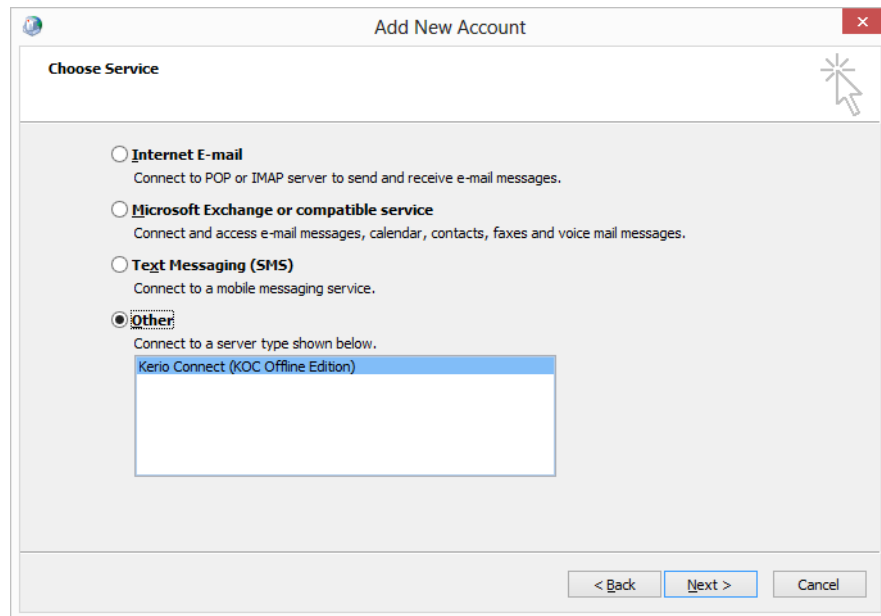 Add New Account
Choose Service
Internet E-mail
Connect to POP or IMAP server to send and receive e-mail messages.
Microsoft Exchange or compatible service
Connect and access e-mail messages, calendar, contacts, faxes and voice mail messages.
Text Messaging (SMS)
Connect to a mobile messaging service.
Other
Connect to a server type shown below.
Kerio Connect (KOC Offline Edition)
< Back Next > Cancel